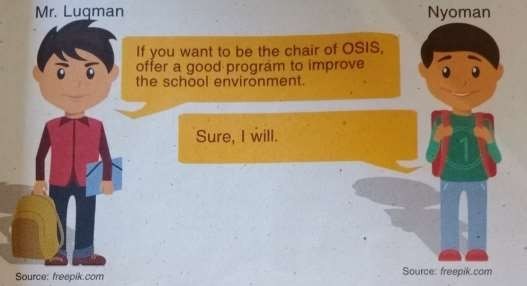 Mr. Luqman
Nyoman
If you want to be the chair of OSIS,
offer a good program to improve
the school environment.
Sure, I will.
1
Source: freepik.com
Source: freepik.com